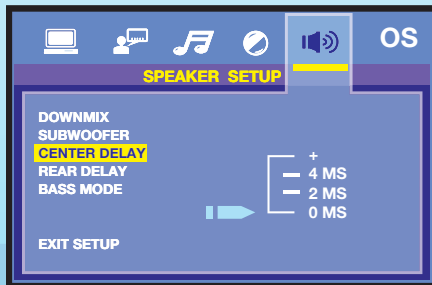 OS
SPEAKER SETUP
DOWNMIX
SUBWOOFER
CENTER DELAY
REAR DELAY
BASS MODE
+
4 MS
2 MS
0 MS
EXIT SETUP